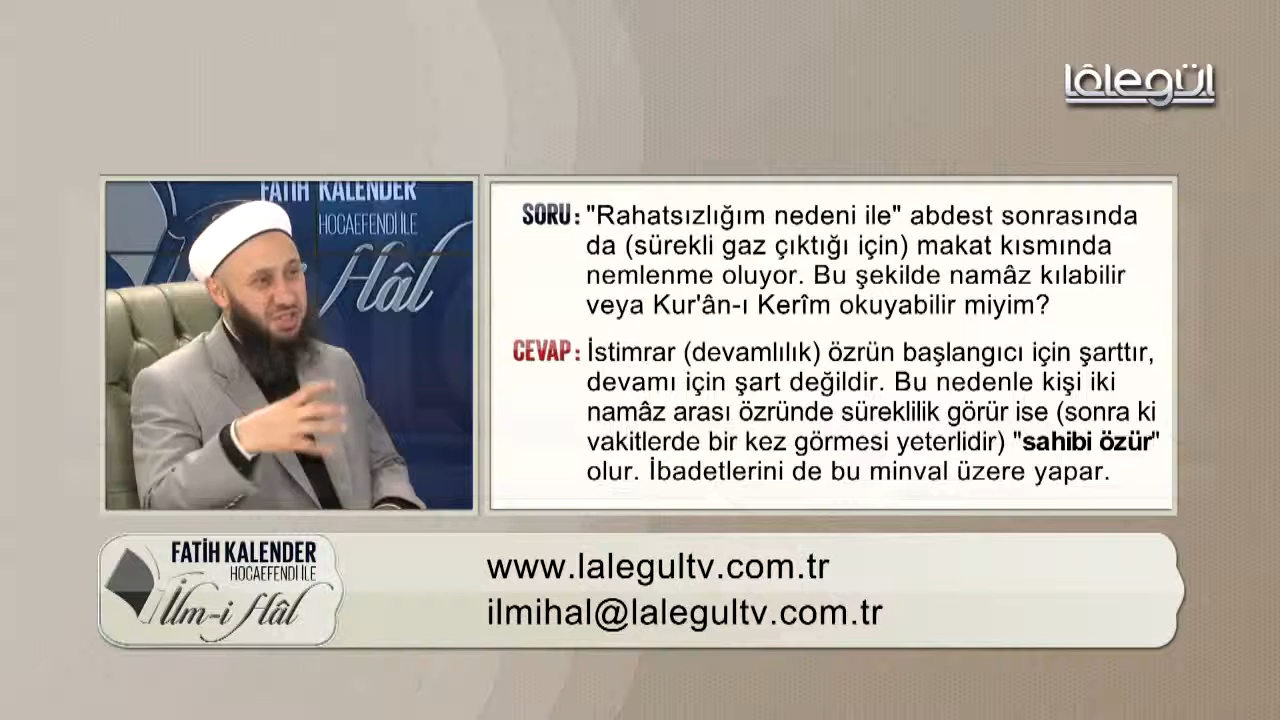 lâlegül
FATİH KALENDER
HOCAEFENDİ İLE
Hâl
SORU: "Rahatsızlığım nedeni ile" abdest sonrasında
da (sürekli gaz çıktığı için) makat kısmında
nemlenme oluyor. Bu şekilde namâz kılabilir
veya Kur'ân-ı Kerîm okuyabilir miyim?
CEVAP: İstimrar (devamlılık) özrün başlangıcı için şarttır,
devamı için şart değildir. Bu nedenle kişi iki
namâz arası özründe süreklilik görür ise (sonra ki
vakitlerde bir kez görmesi yeterlidir) "sahibi özür"
olur. İbadetlerini de bu minval üzere yapar.
FATİH KALENDER
HOCAEFENDİ İLE
İlm-i Hâl
www.lalegultv.com.tr
ilmihal@lalegultv.com.tr